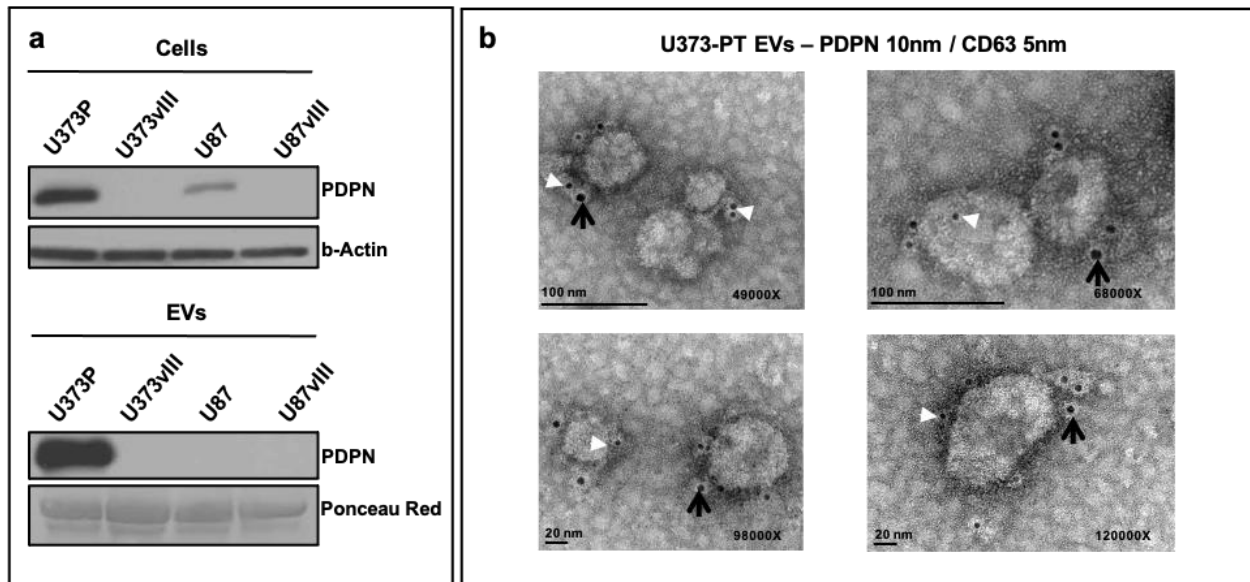 a
Cells
U373P U373vIII U87 U87vIII
PDPN
b-Actin
EVs
U373P U373vIII U87 U87vIII
PDPN
Ponceau Red
b
U373-PT EVs – PDPN 10nm / CD63 5nm
100 nm 49000X
100 nm 68000X
20 nm 98000X
20 nm 120000X